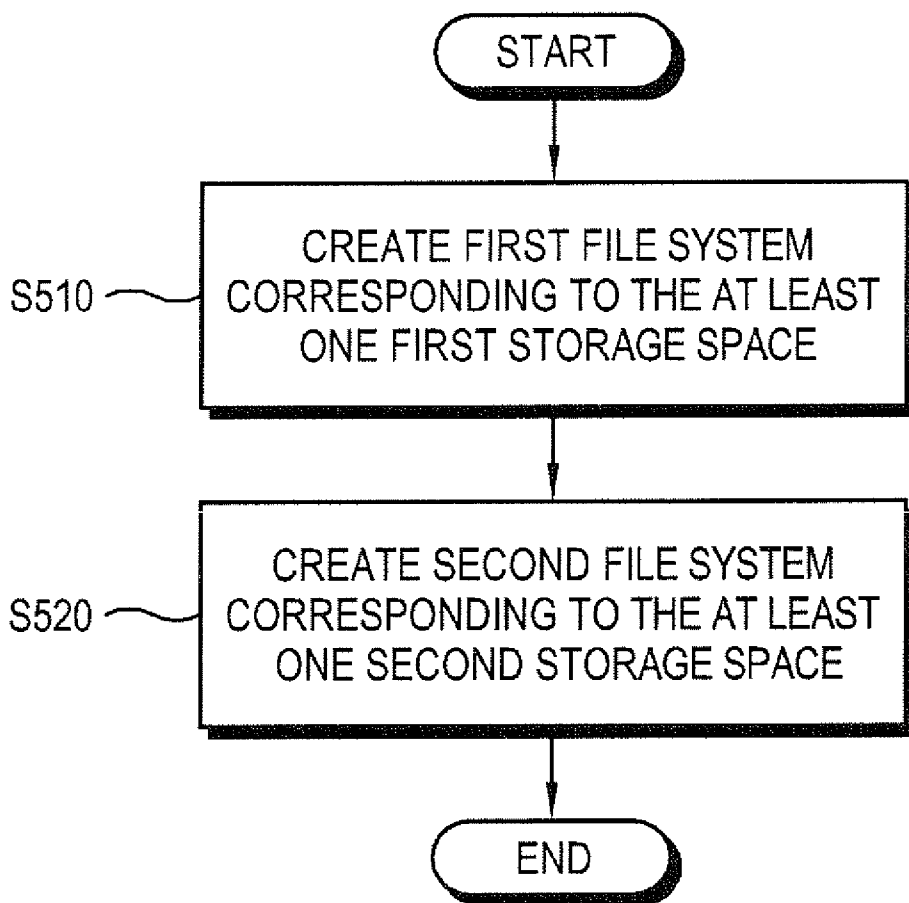 START
S510
CREATE FIRST FILE SYSTEM
CORRESPONDING TO THE AT LEAST
ONE FIRST STORAGE SPACE
S520
CREATE SECOND FILE SYSTEM
CORRESPONDING TO THE AT LEAST
ONE SECOND STORAGE SPACE
END